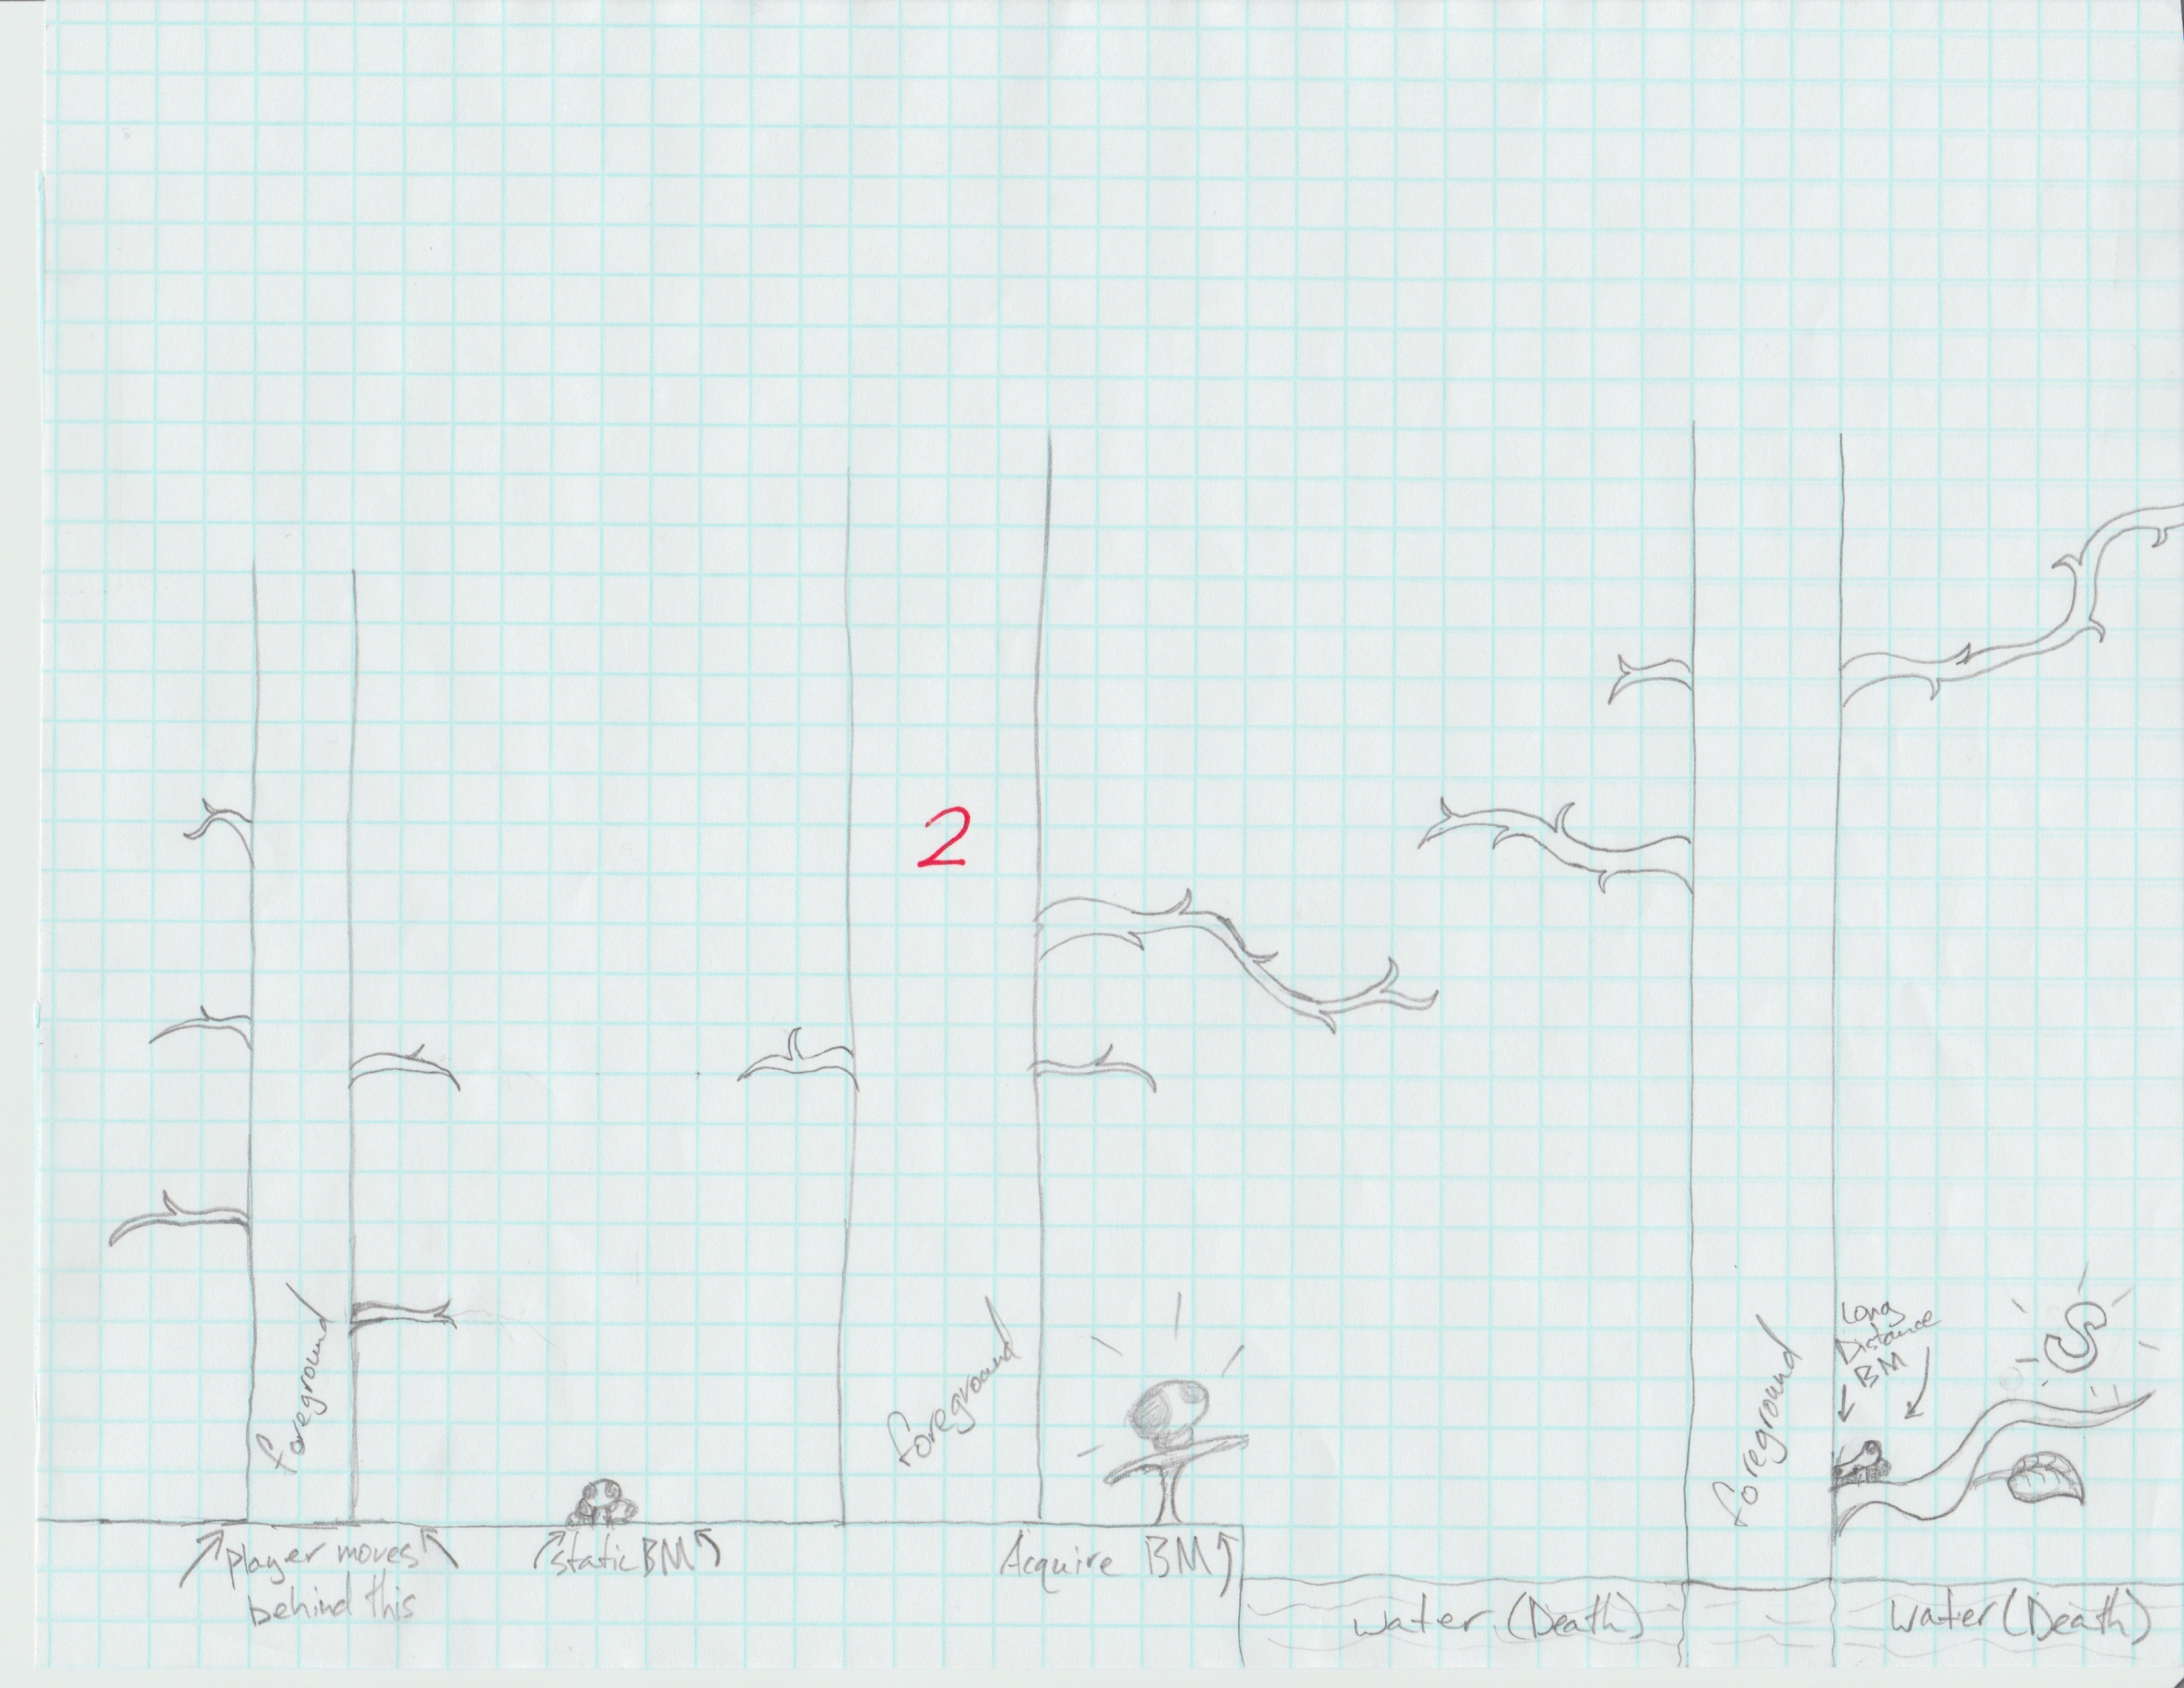 2
foreground
foreground
foreground
Long
Distance
BM
player moves
behind this
static BM
Acquire BM
water (Death)
water (Death)